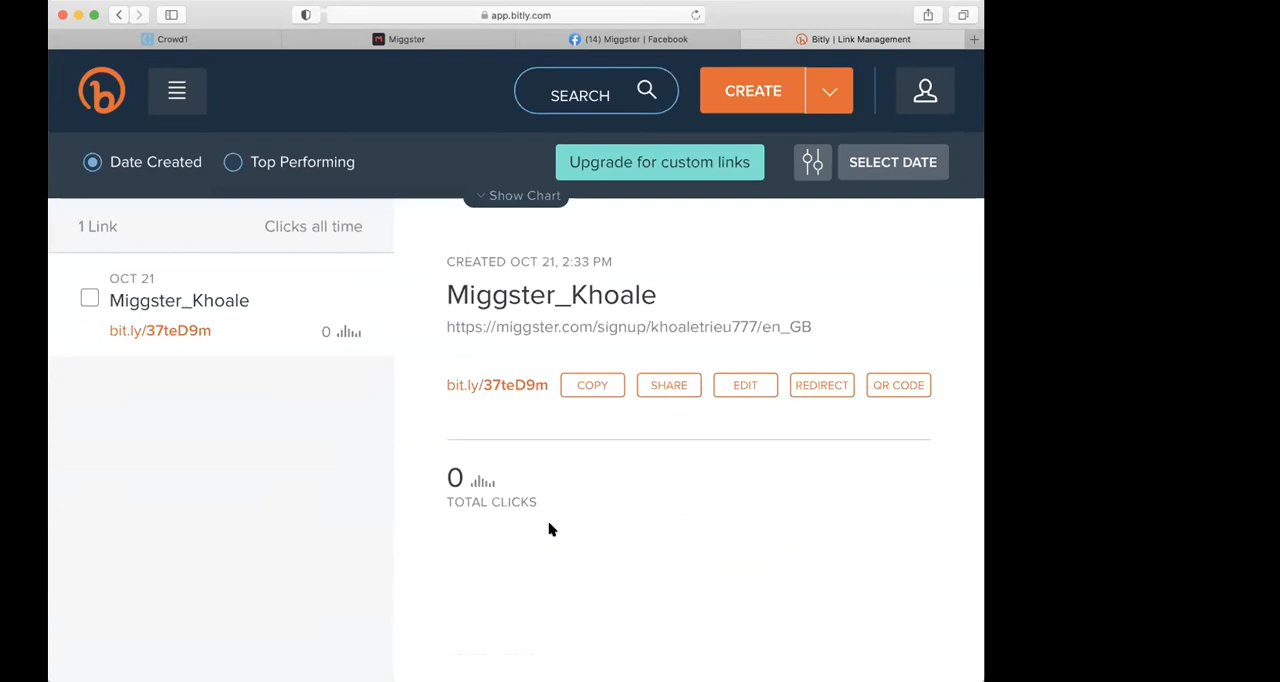 app.bitly.com
Crowd1
Miggster
(14) Miggster | Facebook
Bitly | Link Management
SEARCH
CREATE
Date Created
Top Performing
Upgrade for custom links
SELECT DATE
Show Chart
1 Link
Clicks all time
OCT 21
Miggster_Khoale
bit.ly/37teD9m
0
CREATED OCT 21, 2:33 PM
Miggster_Khoale
https://miggster.com/signup/khoaletrieu777/en_GB
bit.ly/37teD9m
COPY
SHARE
EDIT
REDIRECT
QR CODE
0
TOTAL CLICKS